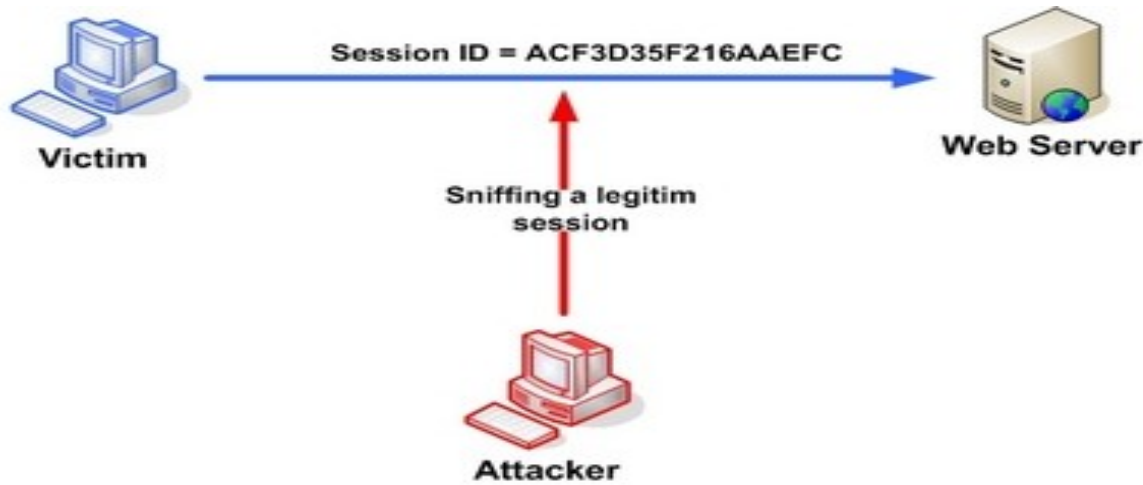 Session ID = ACF3D35F216AAEFC
Victim
Web Server
Sniffing a legitim
session
Attacker